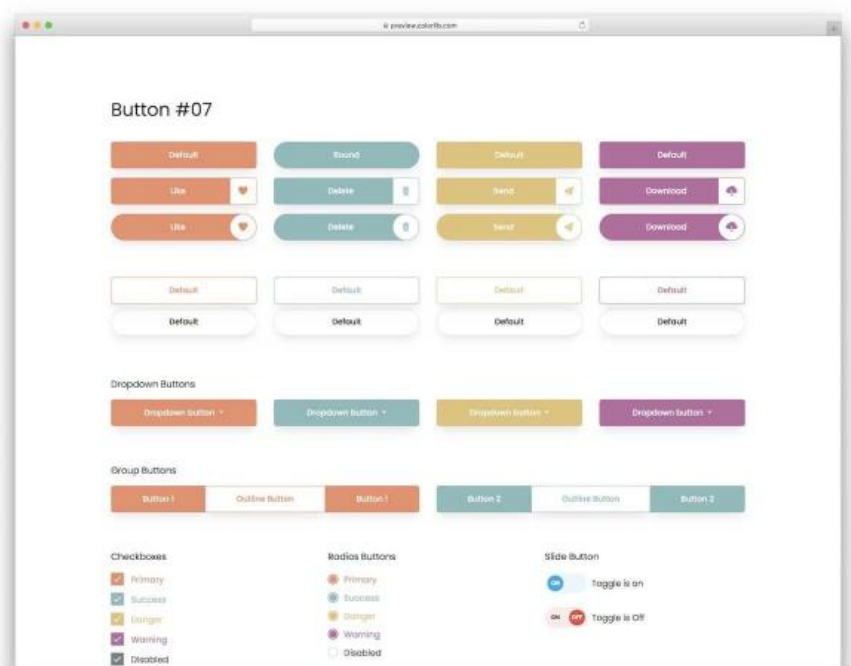 preview.colorlib.com
Button #07
Default Round Default Default
Like Delete Send Download
Like Delete Send Download
Default Default Default Default
Default Default Default Default
Dropdown Buttons
Dropdown button Dropdown button Dropdown button Dropdown button
Group Buttons
Button 1 Outline Button Button 1 Button 2 Outline Button Button 2
Checkboxes Radios Buttons Slide Button
Primary Primary ON Toggle is on
Success Success
Danger Danger ON OFF Toggle is Off
Warning Warning
Disabled Disabled